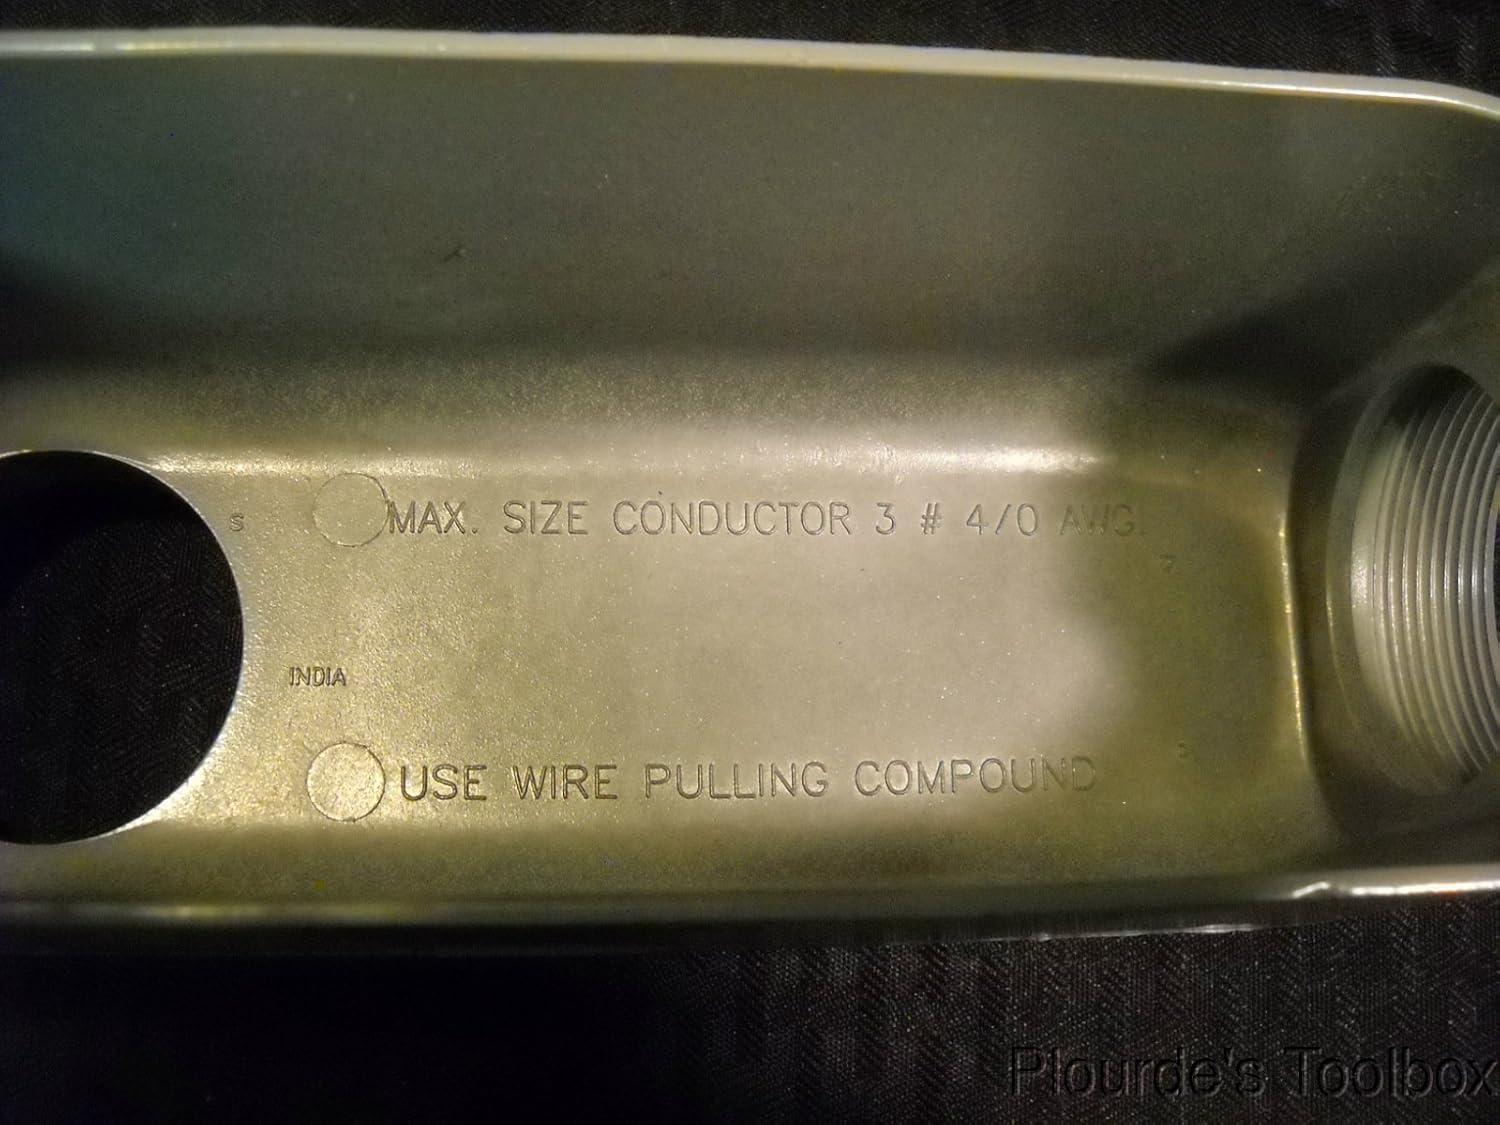 S
MAX. SIZE CONDUCTOR 3 # 4/0 AWG.
INDIA
USE WIRE PULLING COMPOUND
Plourde's Toolbox